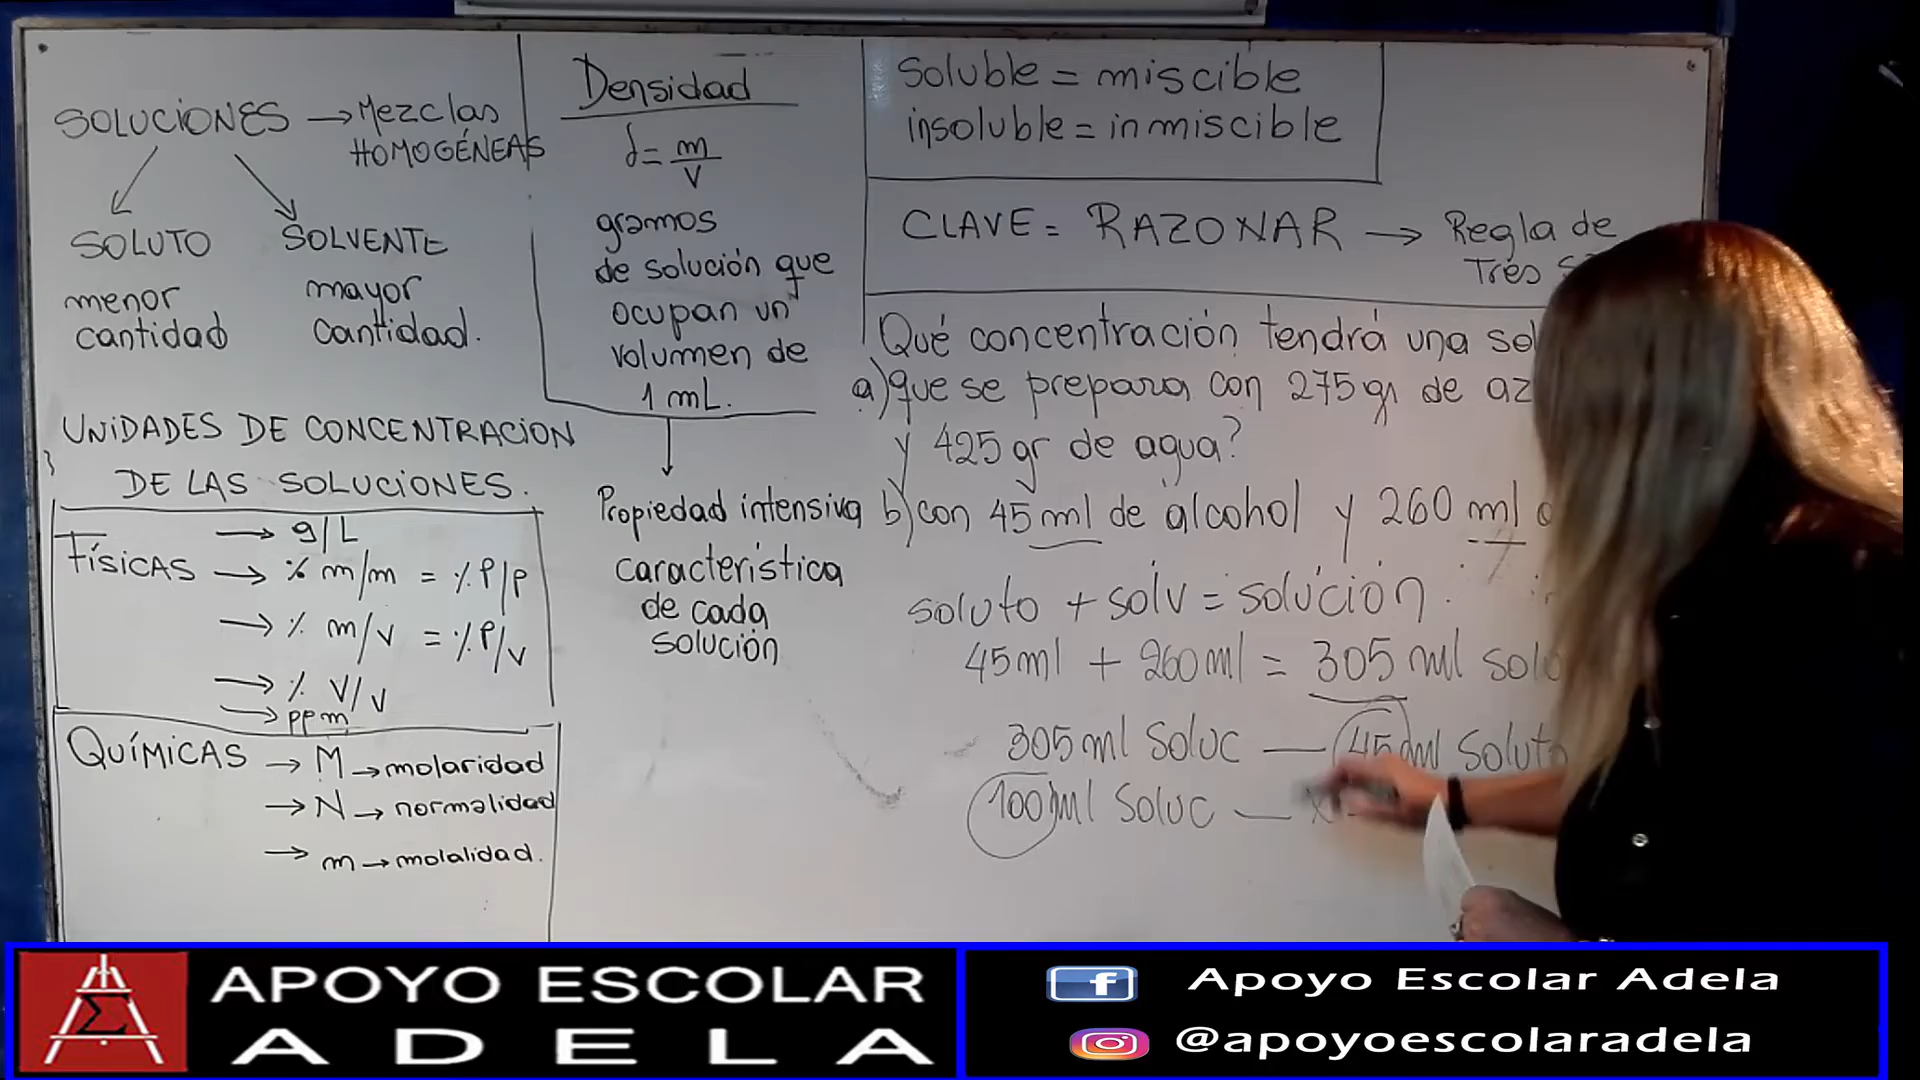 SOLUCIONES → Mezclas
HOMOGÉNEAS
SOLUTO
menor
cantidad
SOLVENTE
mayor
cantidad.
UNIDADES DE CONCENTRACION
DE LAS SOLUCIONES.
FÍSICAS → g/L
→ % m/m = % P/P
→ % m/v = % P/v
→ % V/V
→ ppm
QUÍMICAS → M → molaridad
→ N → normalidad
→ m → molalidad.
Densidad
d = m/V
gramos
de solución que
ocupan un
volumen de
1 mL.
Propiedad intensiva
característica
de cada
solución
soluble = miscible
insoluble = inmiscible
CLAVE = RAZONAR → Regla de
Tres
Qué concentración tendrá una
a) que se prepara con 275 gr de
y 425 gr de agua?
b) con 45 ml de alcohol y 260 ml
soluto + solv = solución.
45 ml + 260 ml = 305 ml
305 ml Soluc — 45 ml Soluto
100 ml Soluc — x
APOYO ESCOLAR
ADELA
Apoyo Escolar Adela
@apoyoescolaradela